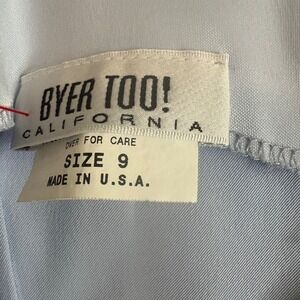 BYER TOO!
CALIFORNIA
OVER FOR CARE
SIZE 9
MADE IN U.S.A.